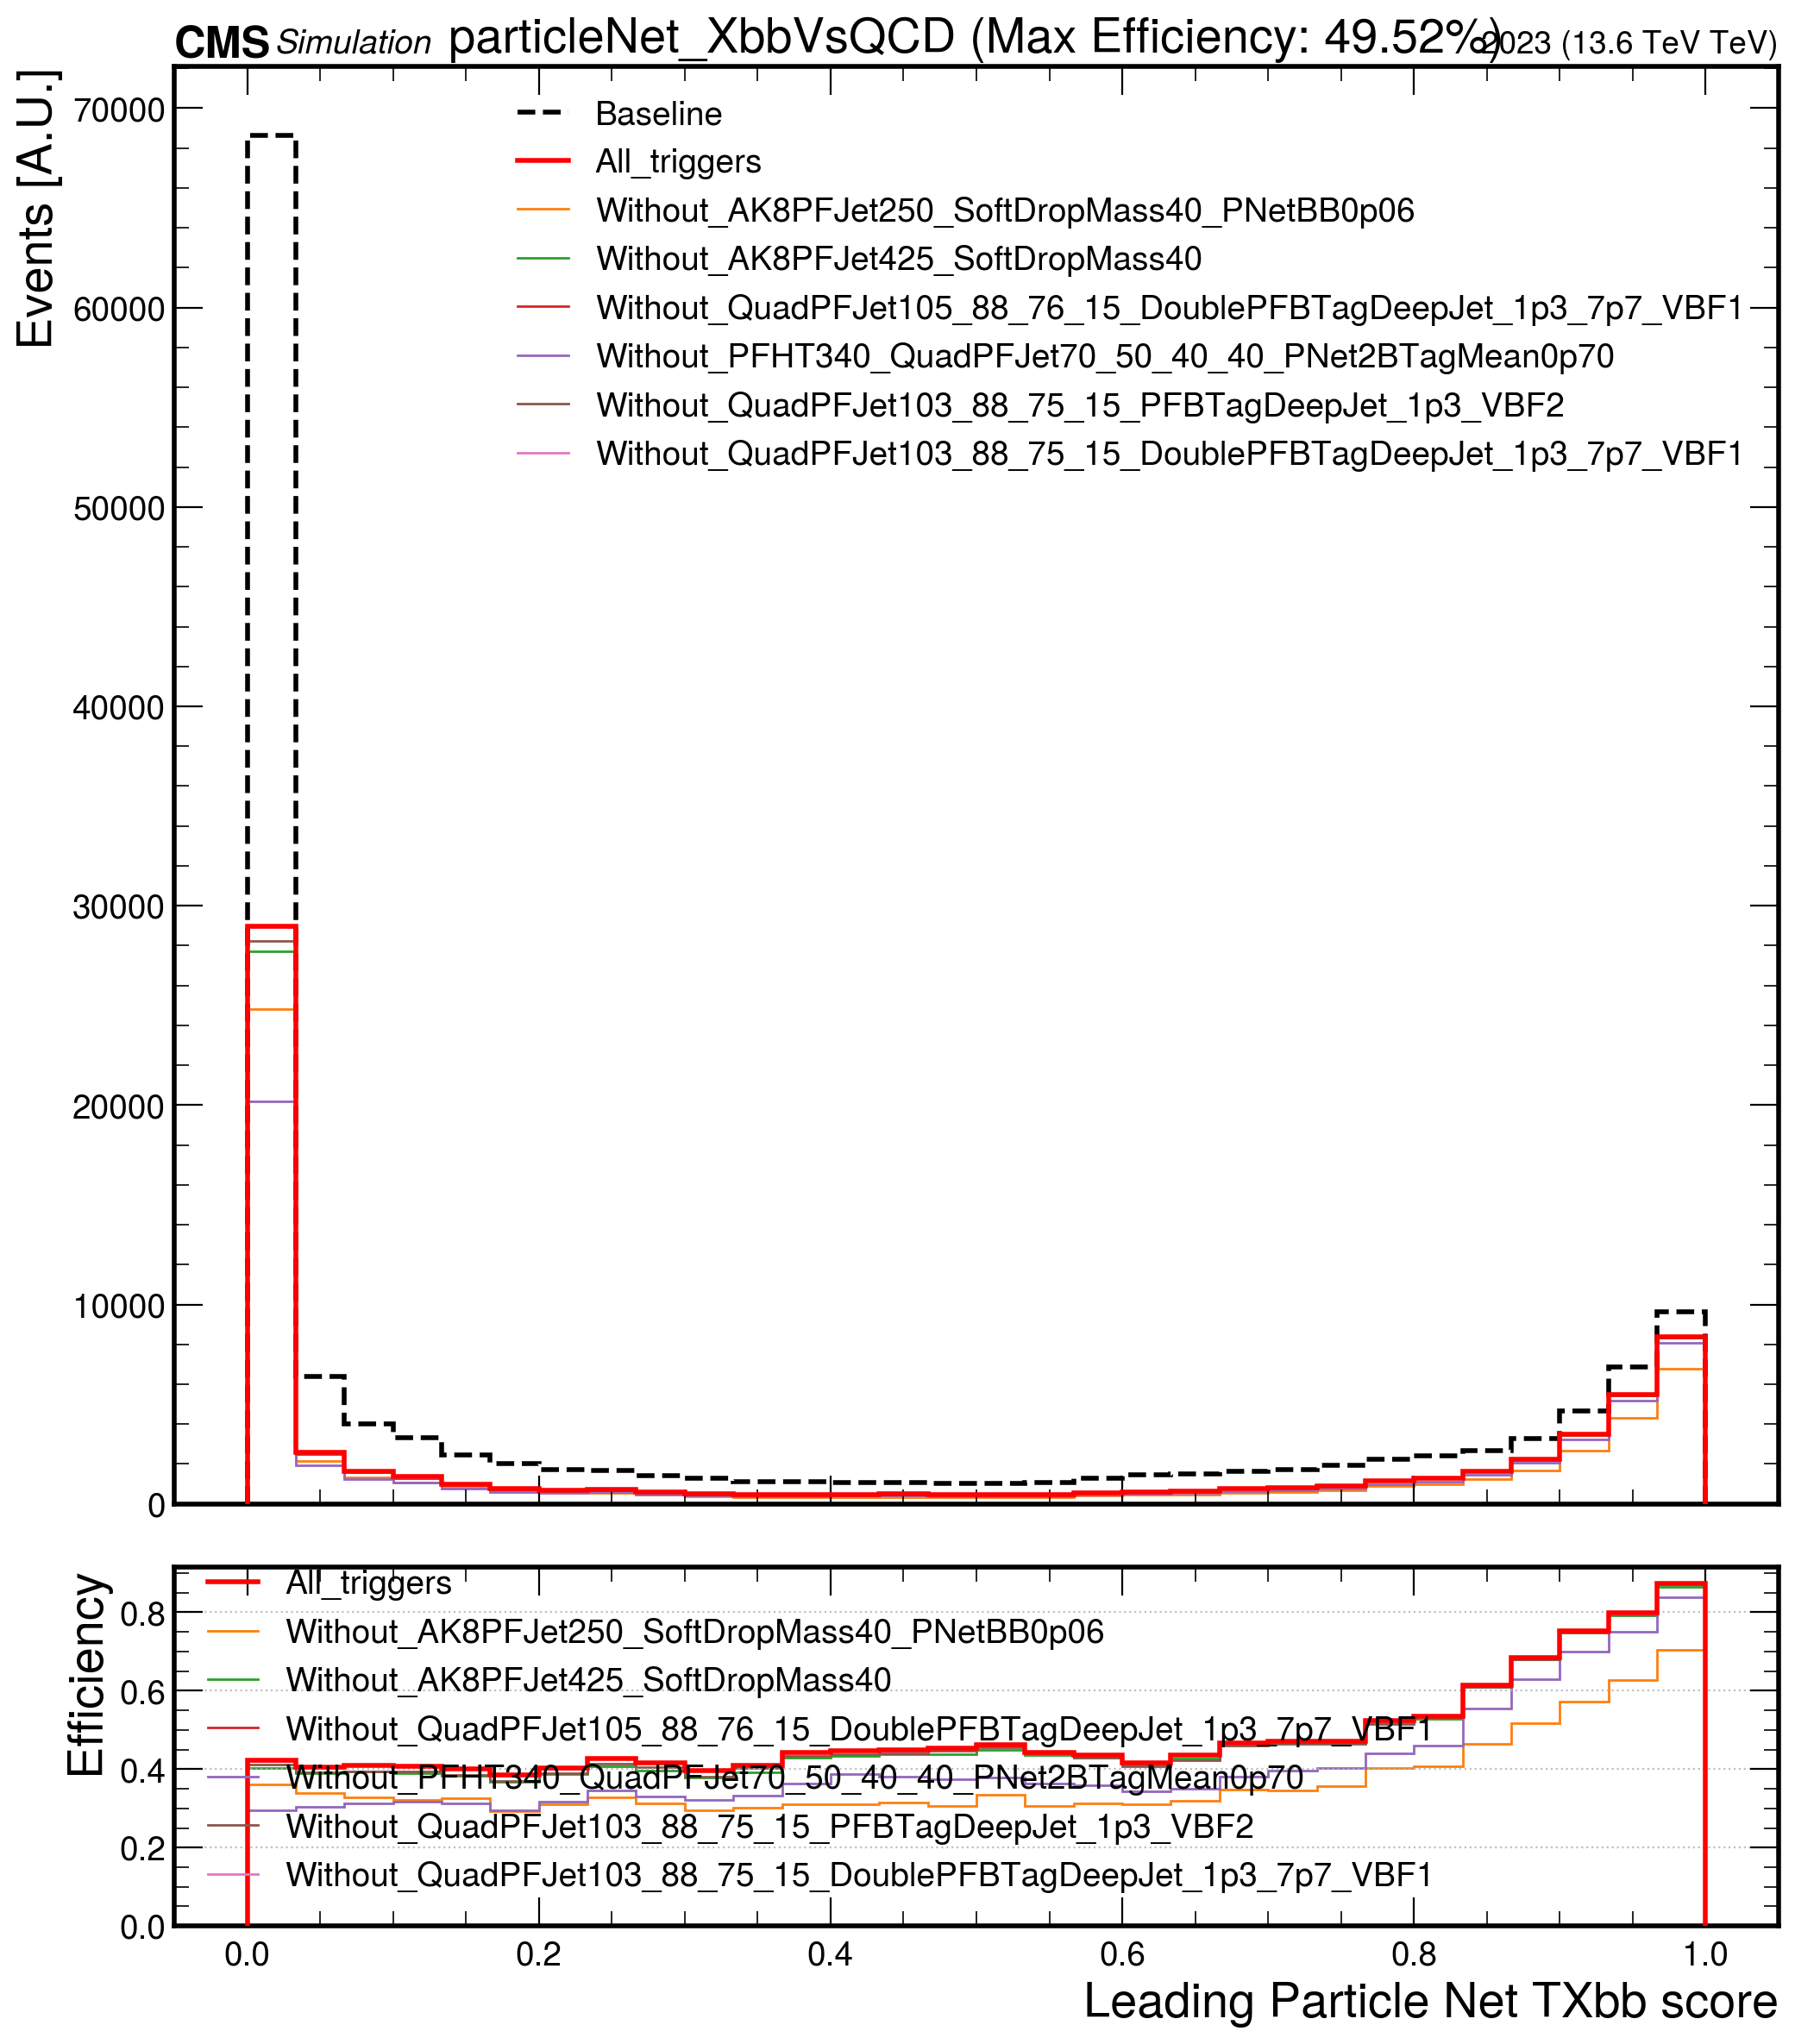 CMS Simulation particleNet_XbbVsQCD (Max Efficiency: 49.52%) 2023 (13.6 TeV TeV)
Events [A.U.]
70000
60000
50000
40000
30000
20000
10000
0
Baseline
All_triggers
Without_AK8PFJet250_SoftDropMass40_PNetBB0p06
Without_AK8PFJet425_SoftDropMass40
Without_QuadPFJet105_88_76_15_DoublePFBTagDeepJet_1p3_7p7_VBF1
Without_PFHT340_QuadPFJet70_50_40_40_PNet2BTagMean0p70
Without_QuadPFJet103_88_75_15_PFBTagDeepJet_1p3_VBF2
Without_QuadPFJet103_88_75_15_DoublePFBTagDeepJet_1p3_7p7_VBF1
Efficiency
0.8
0.6
0.4
0.2
0.0
All_triggers
Without_AK8PFJet250_SoftDropMass40_PNetBB0p06
Without_AK8PFJet425_SoftDropMass40
Without_QuadPFJet105_88_76_15_DoublePFBTagDeepJet_1p3_7p7_VBF1
Without_PFHT340_QuadPFJet70_50_40_40_PNet2BTagMean0p70
Without_QuadPFJet103_88_75_15_PFBTagDeepJet_1p3_VBF2
Without_QuadPFJet103_88_75_15_DoublePFBTagDeepJet_1p3_7p7_VBF1
0.0 0.2 0.4 0.6 0.8 1.0
Leading Particle Net TXbb score